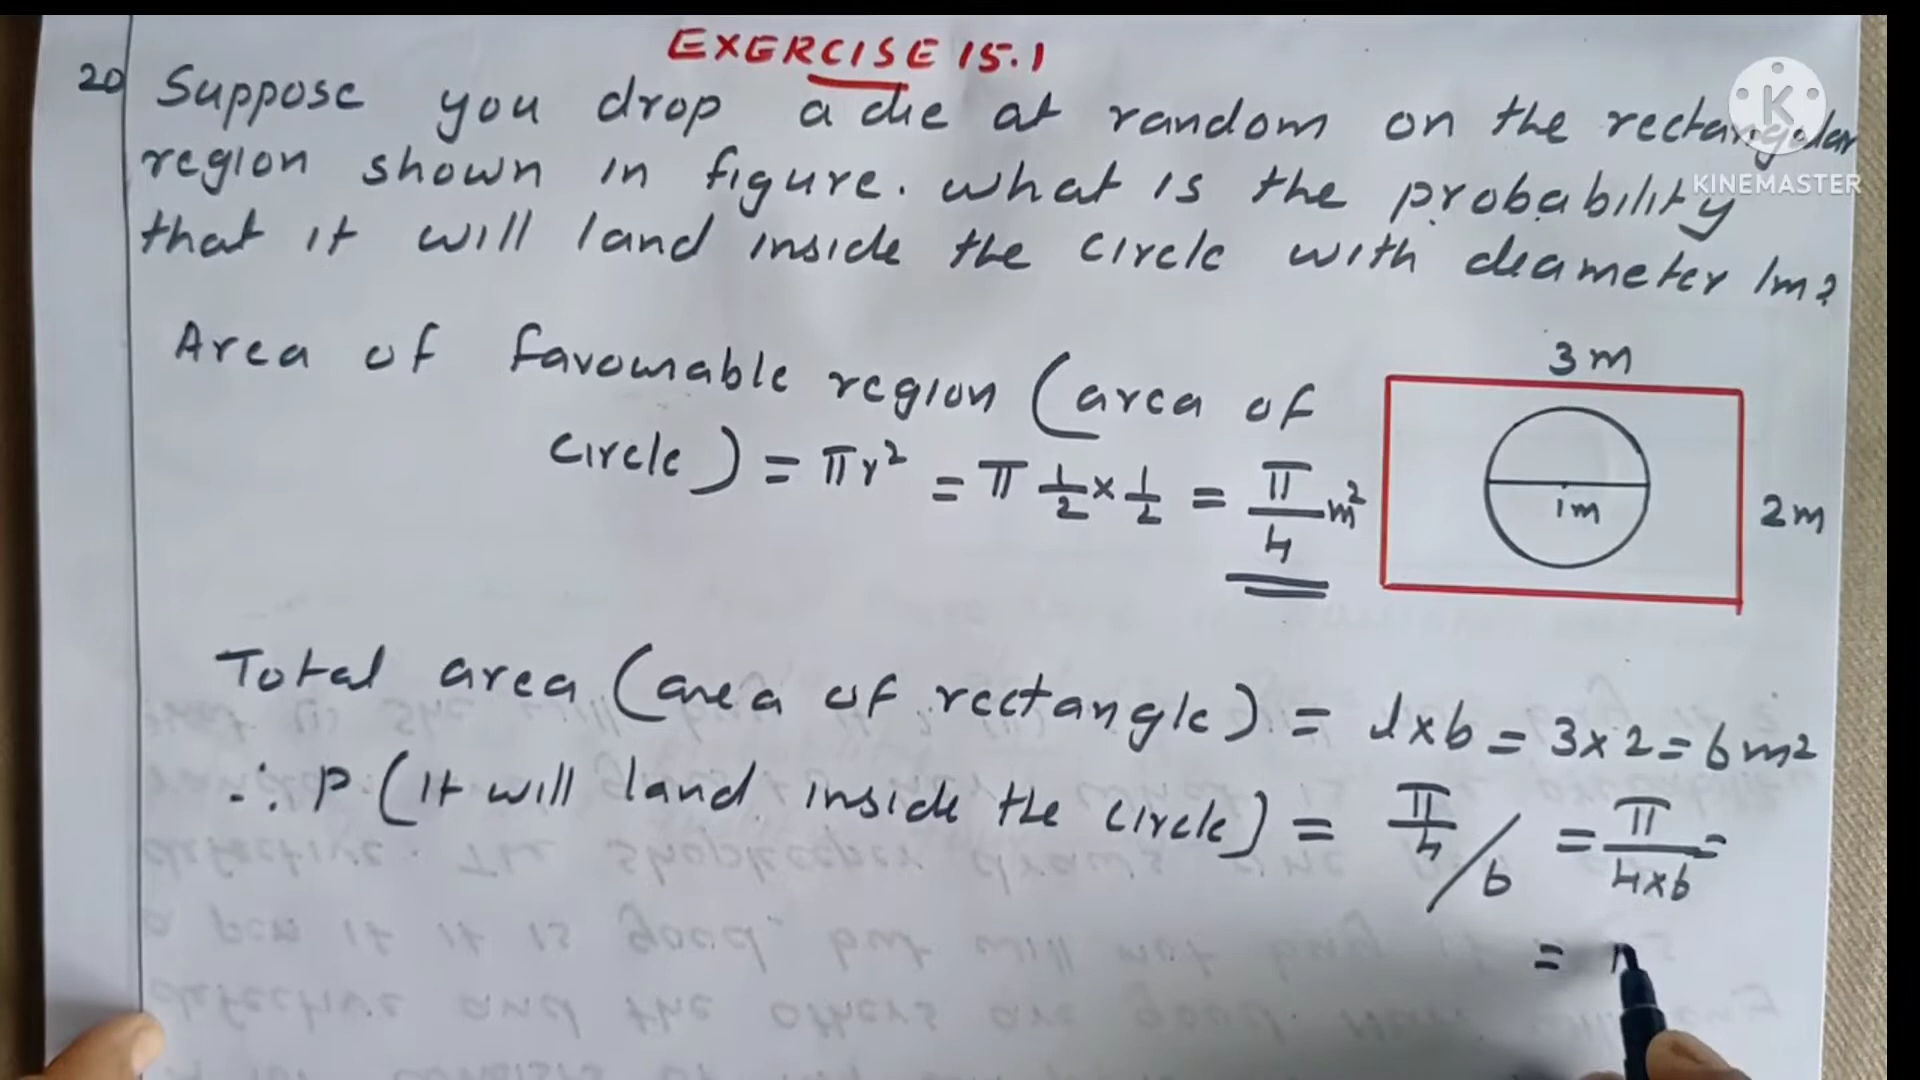 EXERCISE 15.1
20 Suppose you drop a die at random on the rectangular
region shown in figure. What is the probability
that it will land inside the circle with diameter 1m?
Area of favourable region (area of
circle) = πr² = π 1/2 × 1/2 = π/4 m²
3m
1m
2m
Total area (area of rectangle) = l×b = 3×2 = 6m²
∴ P (it will land inside the circle) = π/4 / 6 = π/4×6 =
=
K
KINEMASTER